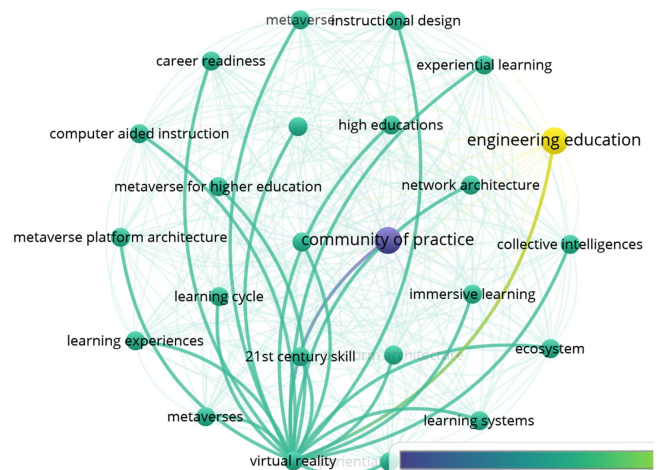 metaverse
instructional design
career readiness
experiential learning
computer aided instruction
high educations
engineering education
metaverse for higher education
network architecture
metaverse platform architecture
community of practice
collective intelligences
learning cycle
immersive learning
learning experiences
21st century skill
ecosystem
metaverses
learning systems
virtual reality